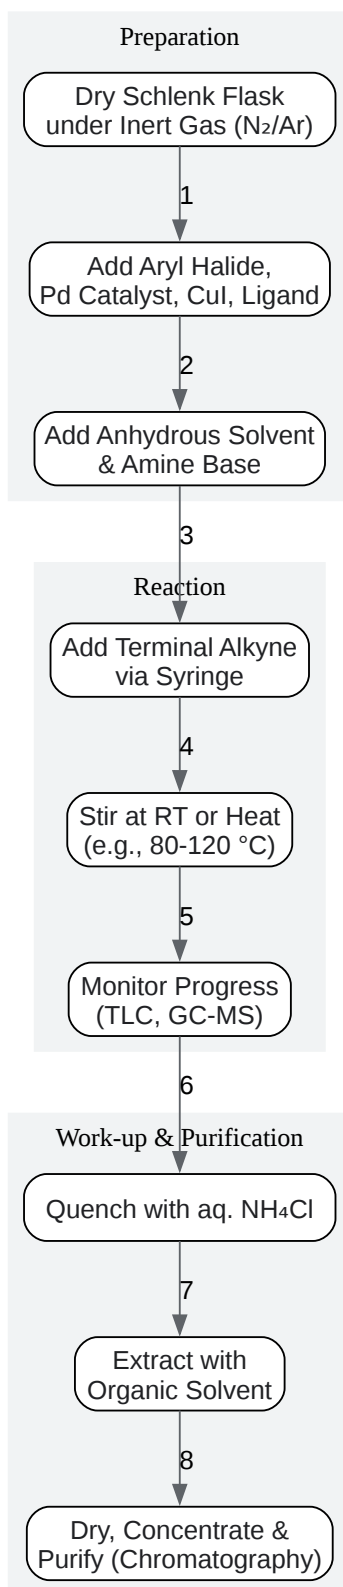 Preparation
Dry Schlenk Flask
under Inert Gas (N₂/Ar)
1
Add Aryl Halide,
Pd Catalyst, CuI, Ligand
2
Add Anhydrous Solvent
& Amine Base
3
Reaction
Add Terminal Alkyne
via Syringe
4
Stir at RT or Heat
(e.g., 80-120 °C)
5
Monitor Progress
(TLC, GC-MS)
6
Work-up & Purification
Quench with aq. NH₄Cl
7
Extract with
Organic Solvent
8
Dry, Concentrate &
Purify (Chromatography)